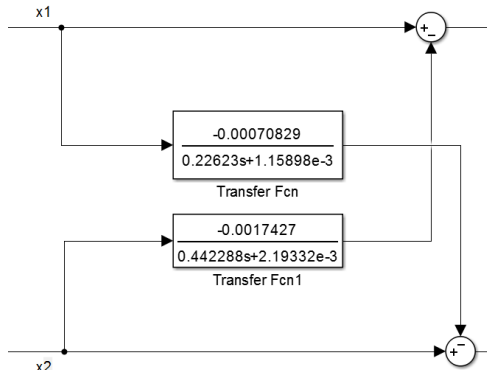 x1
+
−
-0.00070829
0.22623s+1.15898e-3
Transfer Fcn
-0.0017427
0.442288s+2.19332e-3
Transfer Fcn1
−
+
x2